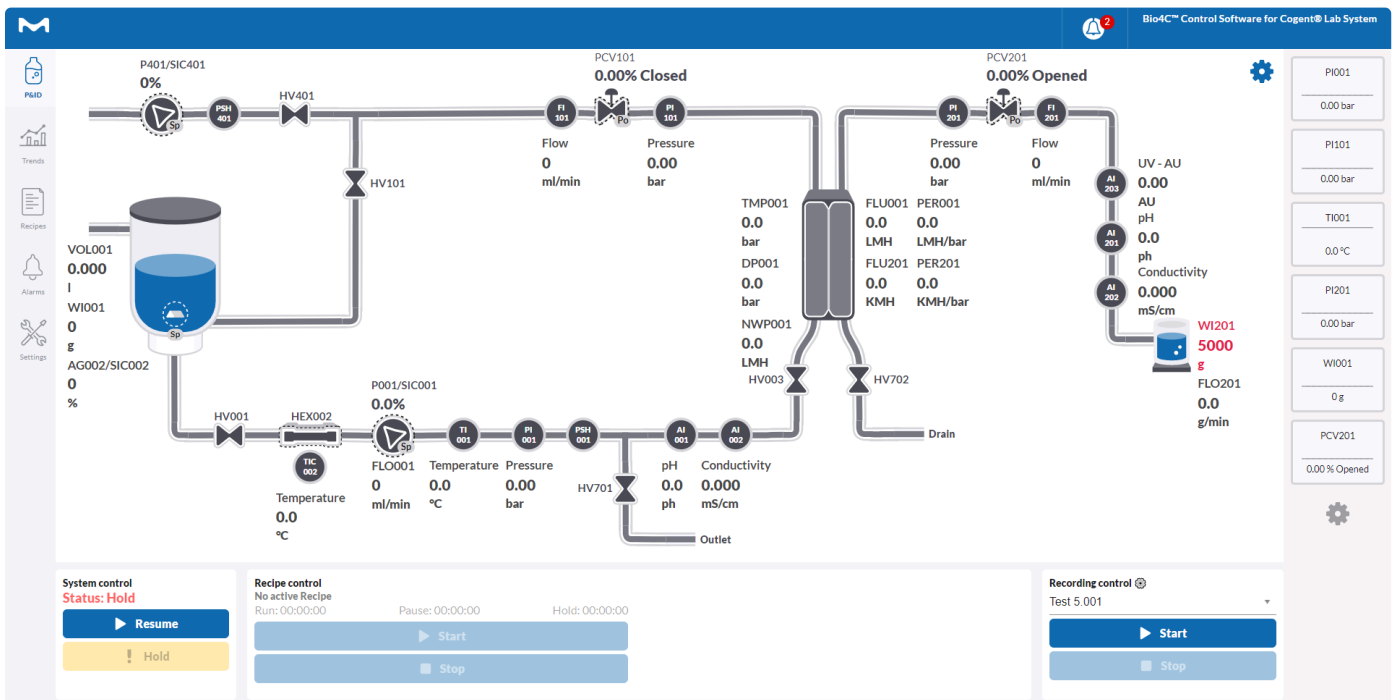 Bio4C™ Control Software for Cogent® Lab System
2
P&ID
Trends
Recipes
Alarms
Settings
P401/SIC401
0%
Sp
PSH
401
HV401
HV101
FI
101
Flow
0
ml/min
PCV101
0.00% Closed
Po
PI
101
Pressure
0.00
bar
PCV201
0.00% Opened
PI
201
Pressure
0.00
bar
Po
FI
201
Flow
0
ml/min
AI
203
UV - AU
0.00
AU
AI
201
pH
0.0
ph
AI
202
Conductivity
0.000
mS/cm
WI201
5000
g
FLO201
0.0
g/min
VOL001
0.000
l
WI001
0
g
AG002/SIC002
0
%
Sp
TMP001
0.0
bar
DP001
0.0
bar
NWP001
0.0
LMH
FLU001 PER001
0.0 0.0
LMH LMH/bar
FLU201 PER201
0.0 0.0
KMH KMH/bar
HV003
HV702
Drain
HV001
HEX002
TIC
002
Temperature
0.0
°C
P001/SIC001
0.0%
Sp
FLO001
0
ml/min
TI
001
Temperature
0.0
°C
PI
001
Pressure
0.00
bar
PSH
001
HV701
Outlet
AI
001
pH
0.0
ph
AI
002
Conductivity
0.000
mS/cm
PI001
0.00 bar
PI101
0.00 bar
TI001
0.0 °C
PI201
0.00 bar
WI001
0 g
PCV201
0.00 % Opened
System control
Status: Hold
Resume
Hold
Recipe control
No active Recipe
Run: 00:00:00 Pause: 00:00:00 Hold: 00:00:00
Start
Stop
Recording control
Test 5.001
Start
Stop